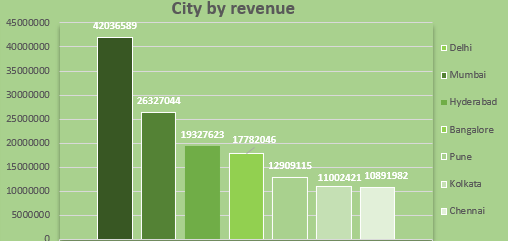 City by revenue
45000000
40000000
35000000
30000000
25000000
20000000
15000000
10000000
5000000
0
42036589
26327044
19327623
17782046
12909115
11002421
10891982
Delhi
Mumbai
Hyderabad
Bangalore
Pune
Kolkata
Chennai